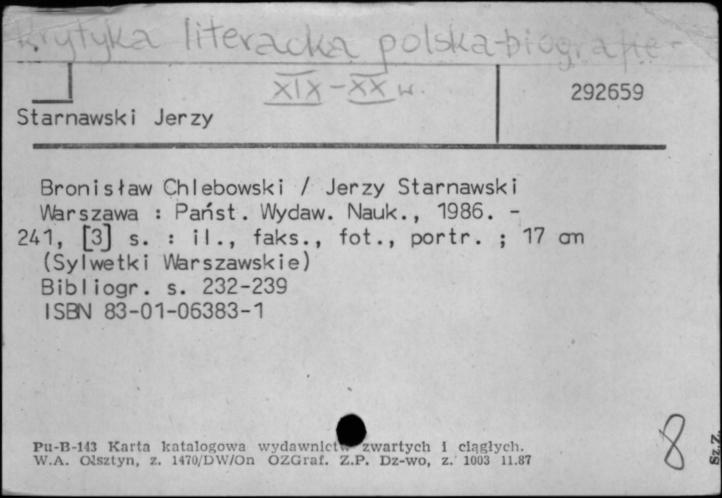 Krytyka literacka polska-biografie-
XIX-XX w.
292659
Starnawski Jerzy
Bronisław Chlebowski / Jerzy Starnawski
Warszawa : Państ. Wydaw. Nauk., 1986. -
241, [3] s. : il., faks., fot., portr. ; 17 cm
(Sylwetki Warszawskie)
Bibliogr. s. 232-239
ISBN 83-01-06383-1
8
Pu-B-143 Karta katalogowa wydawnictw zwartych i ciągłych.
W.A. Olsztyn, z. 1470/DW/On OZGraf. Z.P. Dz-wo, z. 1003 11.87